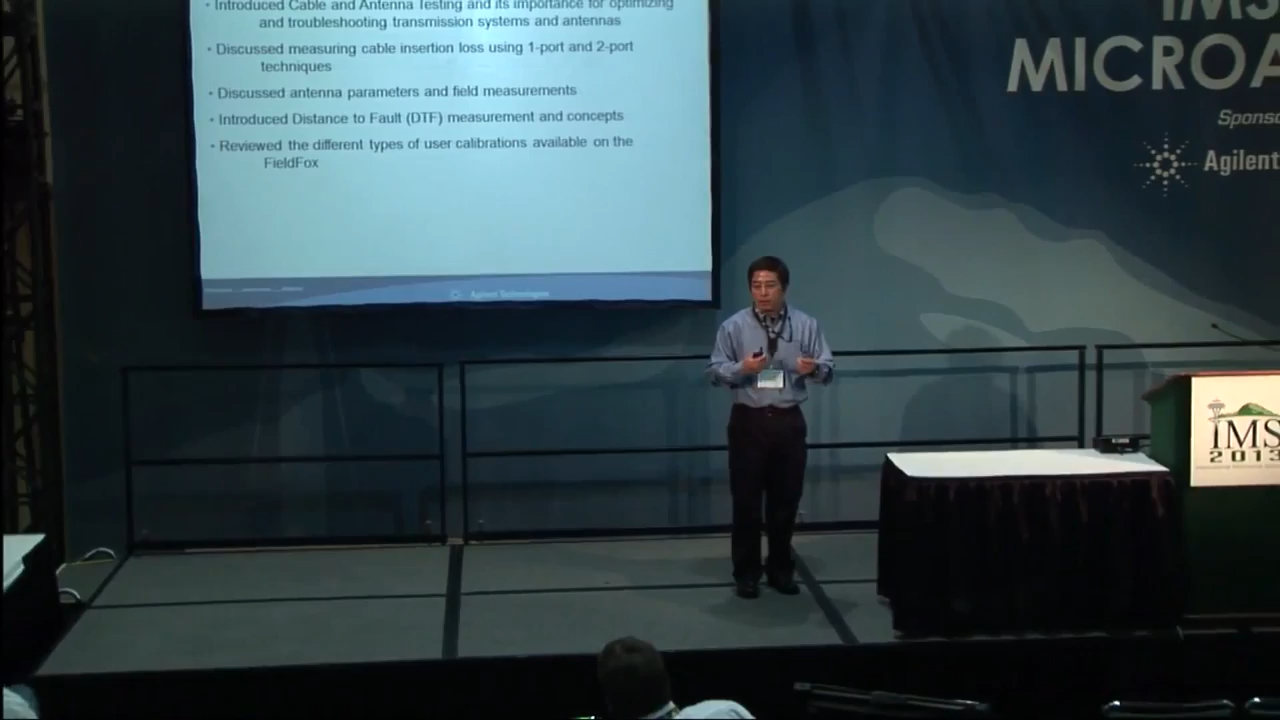 • Introduced Cable and Antenna Testing and its importance for optimizing
and troubleshooting transmission systems and antennas
• Discussed measuring cable insertion loss using 1-port and 2-port
techniques
• Discussed antenna parameters and field measurements
• Introduced Distance to Fault (DTF) measurement and concepts
• Reviewed the different types of user calibrations available on the
FieldFox
Agilent Technologies
IMS
MICROA
Sponso
Agilent
IMS
2013